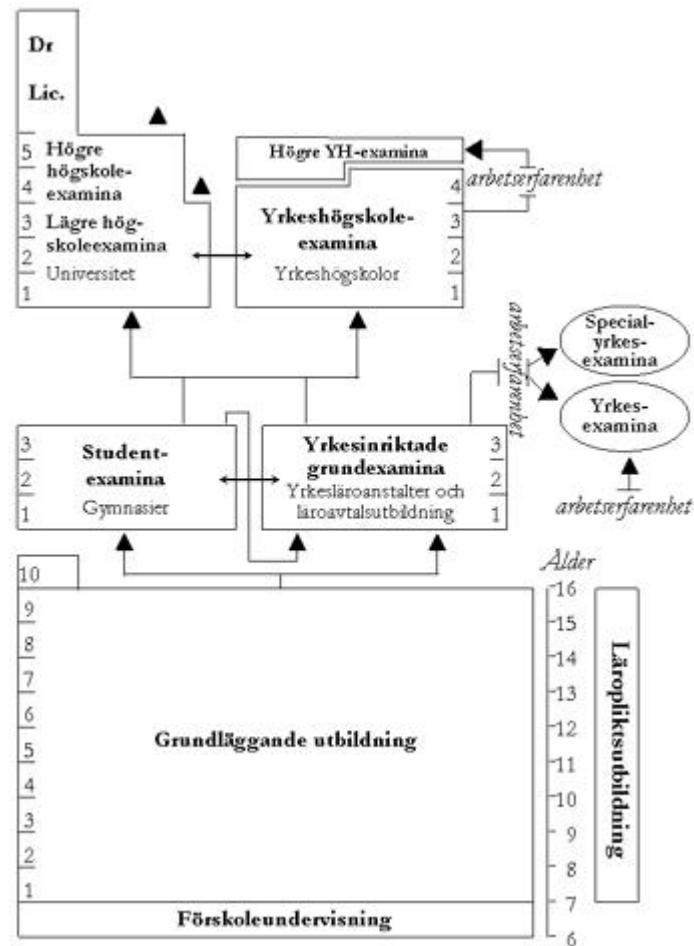 Dr
Lic.
5
4
3
2
1
Högre
högskole-
examina
Lägre hög-
skoleexamina
Universitet
Högre YH-examina
arbetserfarenhet
Yrkeshögskole-
examina
Yrkeshögskolor
4
3
2
1
arbetserfarenhet
Special-
yrkes-
examina
Yrkes-
examina
arbetserfarenhet
3
2
1
Student-
examina
Gymnasier
Yrkesinriktade
grundexamina
Yrkesläroanstalter och
läroavtalsutbildning
3
2
1
10
9
8
7
6
5
4
3
2
1
Grundläggande utbildning
Förskoleundervisning
Ålder
16
15
14
13
12
11
10
9
8
7
6
Läropliktsutbildning